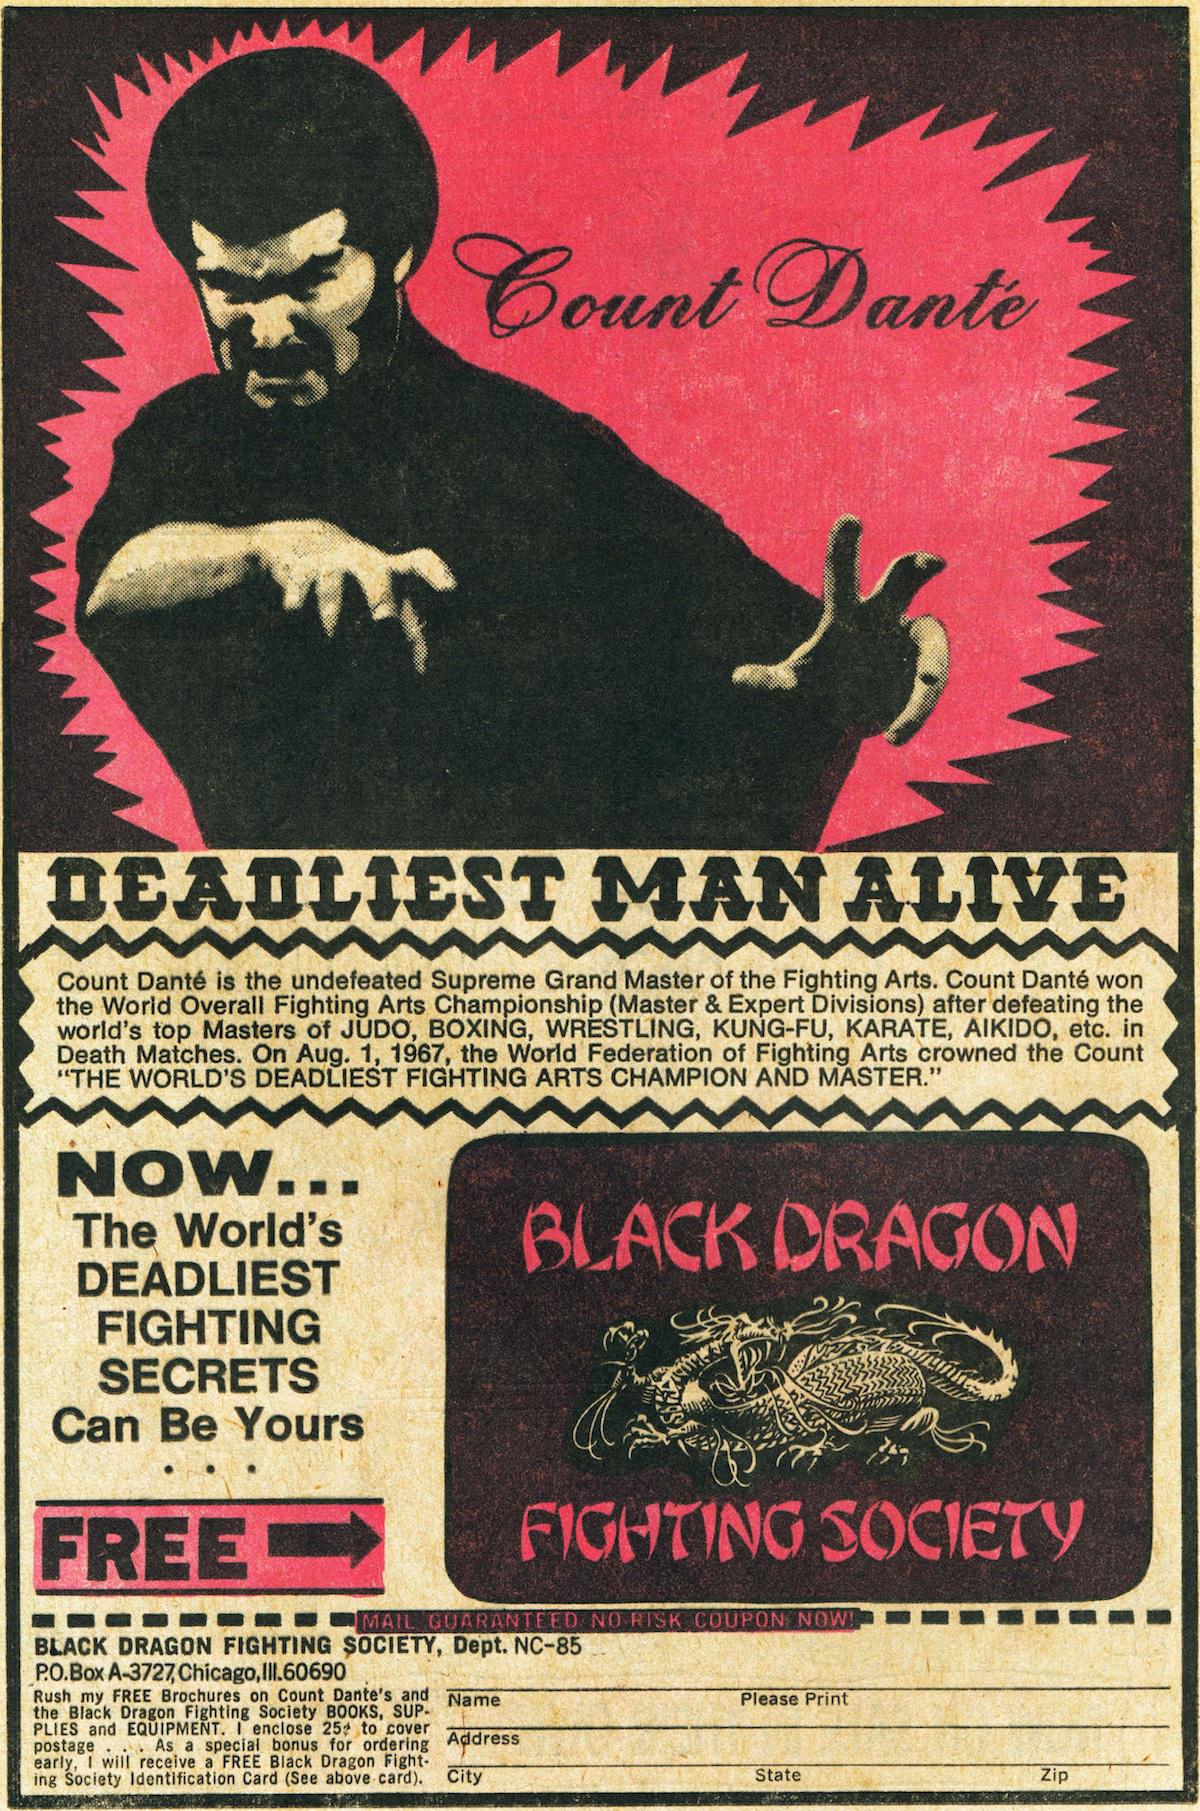 Count Danté
DEADLIEST MAN ALIVE
Count Danté is the undefeated Supreme Grand Master of the Fighting Arts. Count Danté won
the World Overall Fighting Arts Championship (Master & Expert Divisions) after defeating the
world's top Masters of JUDO, BOXING, WRESTLING, KUNG-FU, KARATE, AIKIDO, etc. in
Death Matches. On Aug. 1, 1967, the World Federation of Fighting Arts crowned the Count
“THE WORLD'S DEADLIEST FIGHTING ARTS CHAMPION AND MASTER.”
NOW...
The World's
DEADLIEST
FIGHTING
SECRETS
Can Be Yours
. . .
FREE
BLACK DRAGON
FIGHTING SOCIETY
MAIL GUARANTEED NO-RISK COUPON NOW!
BLACK DRAGON FIGHTING SOCIETY, Dept. NC-85
P.O.Box A-3727,Chicago,Ill.60690
Rush my FREE Brochures on Count Dante's and
the Black Dragon Fighting Society BOOKS, SUP-
PLIES and EQUIPMENT. I enclose 25¢ to cover
postage . . . As a special bonus for ordering
early, I will receive a FREE Black Dragon Fight-
ing Society Identification Card (See above card).
Name Please Print
Address
City State Zip